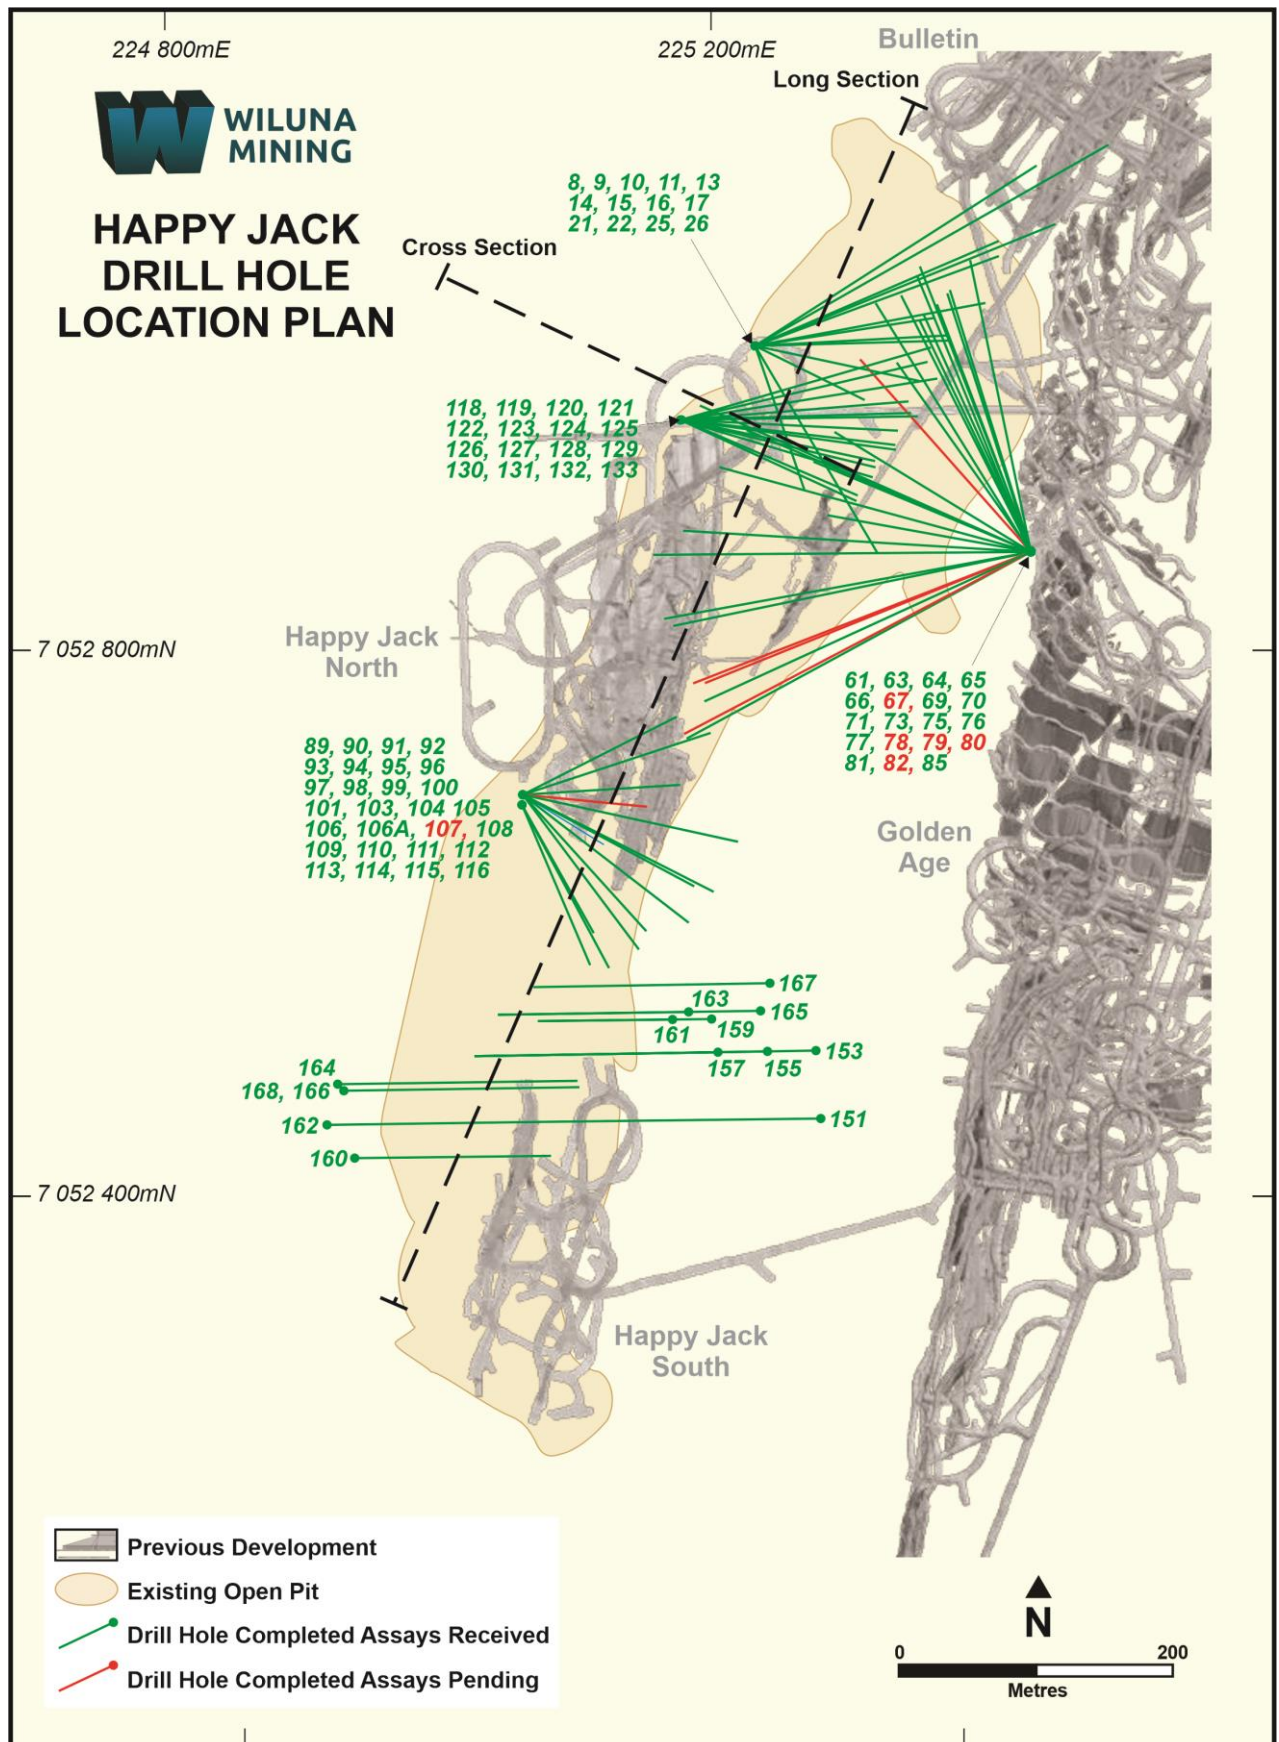 224 800mE
225 200mE
Bulletin
Long Section
WILUNA
MINING
HAPPY JACK
DRILL HOLE
LOCATION PLAN
8, 9, 10, 11, 13
14, 15, 16, 17
21, 22, 25, 26
Cross Section
118, 119, 120, 121
122, 123, 124, 125
126, 127, 128, 129
130, 131, 132, 133
Happy Jack
North
7 052 800mN
61, 63, 64, 65
66, 67, 69, 70
71, 73, 75, 76
77, 78, 79, 80
81, 82, 85
89, 90, 91, 92
93, 94, 95, 96
97, 98, 99, 100
101, 103, 104 105
106, 106A, 107, 108
109, 110, 111, 112
113, 114, 115, 116
Golden
Age
167
163
165
161
159
153
157
155
164
168, 166
162
151
160
7 052 400mN
Happy Jack
South
Previous Development
Existing Open Pit
Drill Hole Completed Assays Received
Drill Hole Completed Assays Pending
N
0
200
Metres